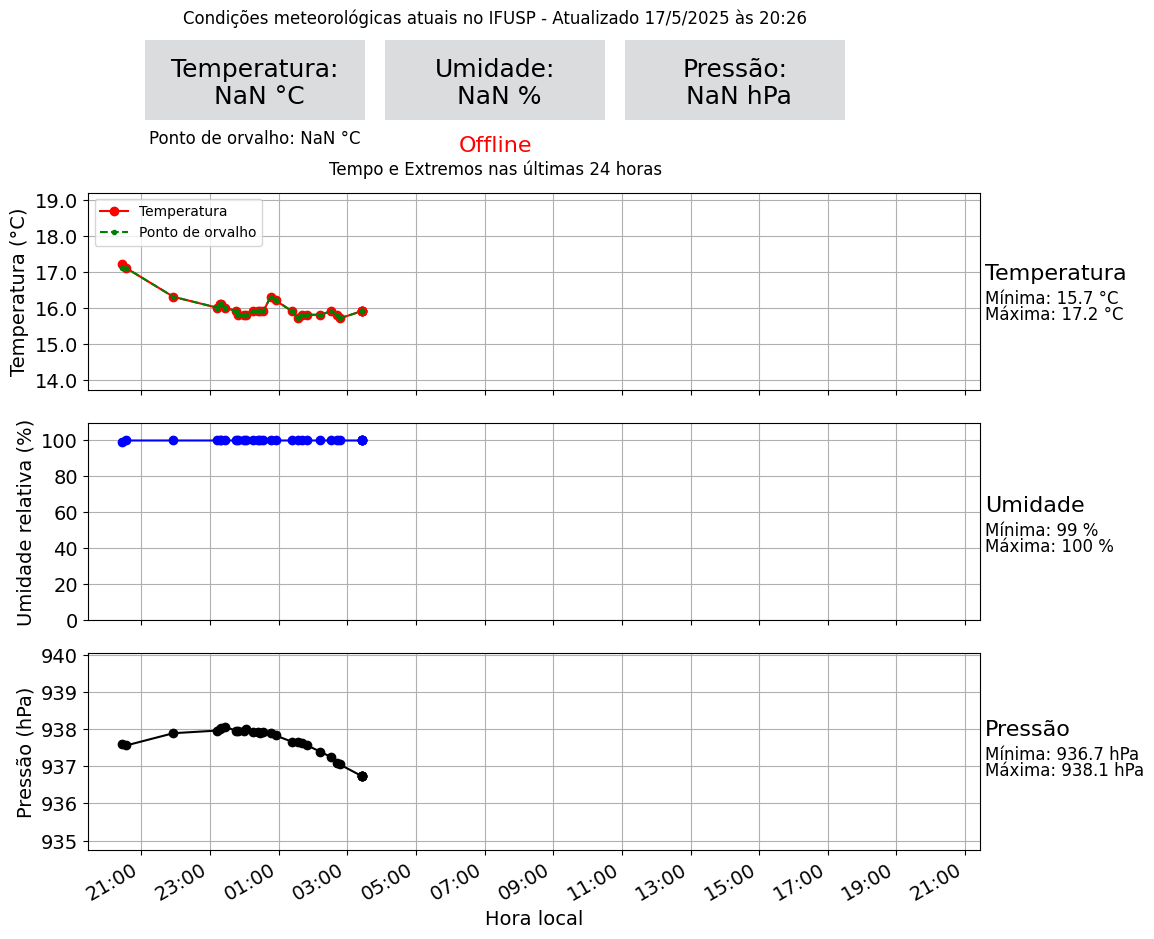 Condições meteorológicas atuais no IFUSP - Atualizado 17/5/2025 às 20:26
Temperatura:
NaN °C
Umidade:
NaN %
Pressão:
NaN hPa
Ponto de orvalho: NaN °C
Offline
Tempo e Extremos nas últimas 24 horas
Temperatura (°C)
19.0
18.0
17.0
16.0
15.0
14.0
Temperatura
Ponto de orvalho
Temperatura
Mínima: 15.7 °C
Máxima: 17.2 °C
Umidade relativa (%)
100
80
60
40
20
0
Umidade
Mínima: 99 %
Máxima: 100 %
Pressão (hPa)
940
939
938
937
936
935
Pressão
Mínima: 936.7 hPa
Máxima: 938.1 hPa
21:00 23:00 01:00 03:00 05:00 07:00 09:00 11:00 13:00 15:00 17:00 19:00 21:00
Hora local